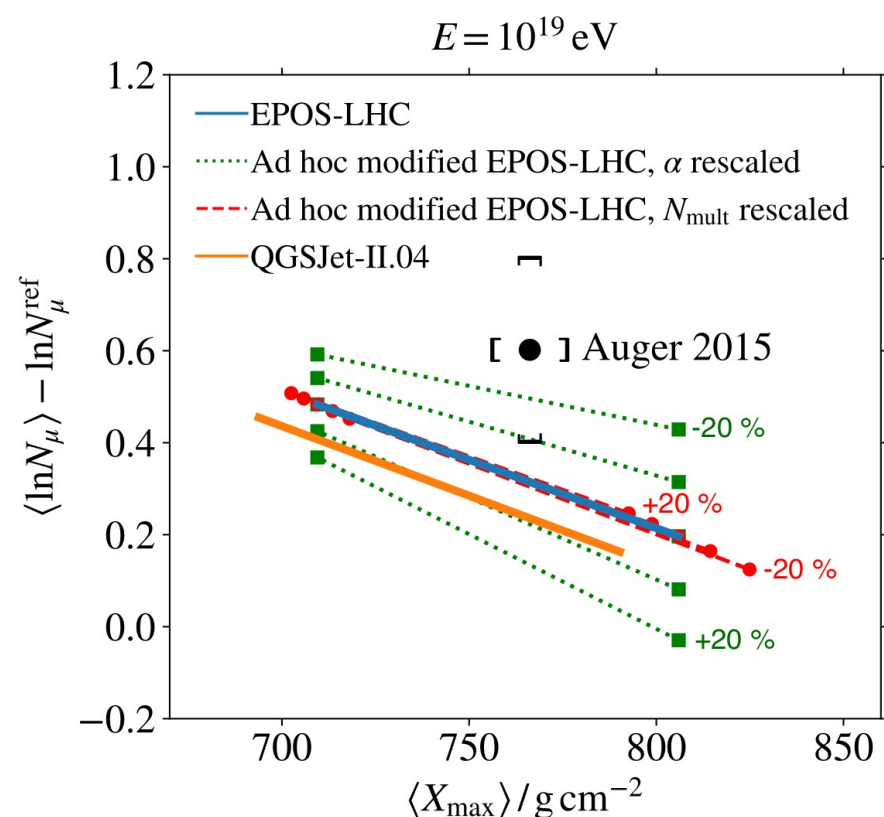 E = 10^19 eV
1.2
1.0
0.8
0.6
0.4
0.2
0.0
−0.2
⟨lnN_μ⟩ − lnN_μ^ref
EPOS-LHC
Ad hoc modified EPOS-LHC, α rescaled
Ad hoc modified EPOS-LHC, N_mult rescaled
QGSJet-II.04
[ ] Auger 2015
-20 %
+20 %
-20 %
+20 %
700
750
800
850
⟨X_max⟩ / g cm^−2